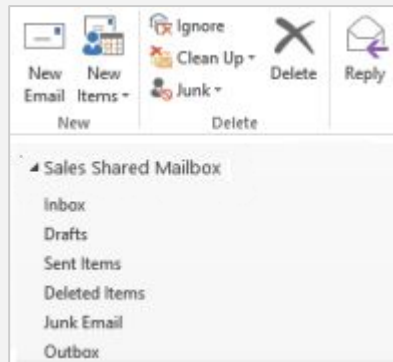 Ignore
Clean Up
Junk
New Email
New Items
Delete
Reply
New
Delete
Sales Shared Mailbox
Inbox
Drafts
Sent Items
Deleted Items
Junk Email
Outbox